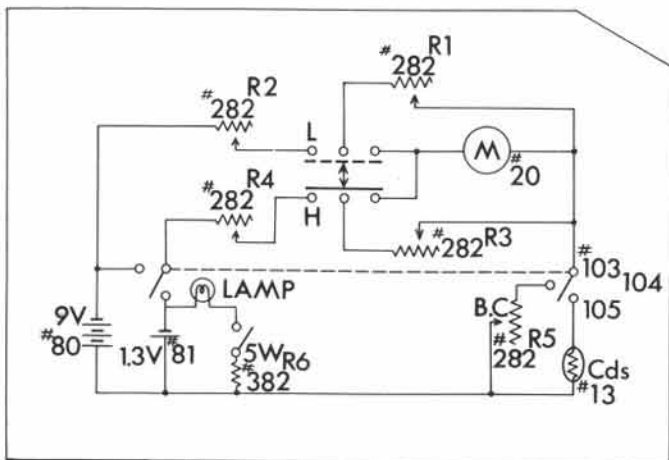 # 282 R1
# 282 R2
L
M
# 20
# 282 R4
H
# 282 R3
# 103 104
105
LAMP
B.C
9V
# 80
1.3V # 81
5W R6
# 382
# 282 R5
Cds
# 13